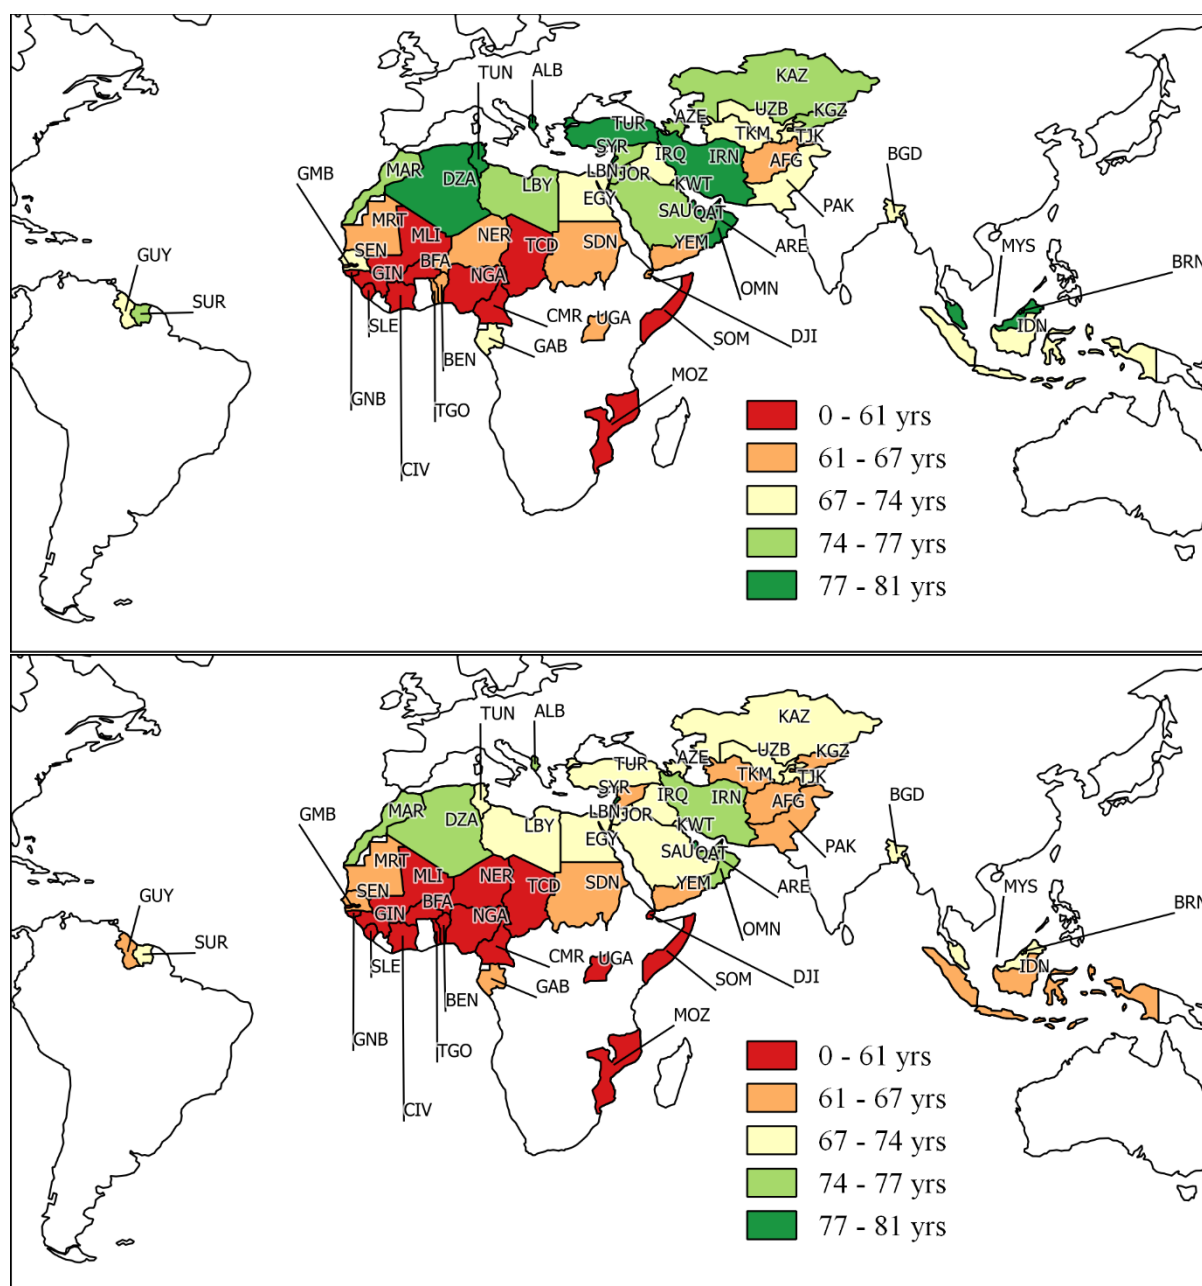 TUN
ALB
KAZ
AZE
UZB
KGZ
TUR
TKM
TJK
SYR
IRQ
IRN
AFG
BGD
GMB
MAR
DZA
LBN
JOR
KWT
LBY
EGY
PAK
MRT
SAU
QAT
GUY
SEN
MLI
NER
TCD
SDN
YEM
ARE
MYS
BRN
GIN
BFA
NGA
OMN
SUR
SLE
CMR
UGA
SOM
DJI
IDN
BEN
GAB
GNB
TGO
MOZ
CIV
0 - 61 yrs
61 - 67 yrs
67 - 74 yrs
74 - 77 yrs
77 - 81 yrs
TUN
ALB
KAZ
AZE
UZB
KGZ
TUR
TKM
TJK
SYR
IRQ
IRN
AFG
BGD
GMB
MAR
DZA
LBN
JOR
KWT
LBY
EGY
PAK
MRT
SAU
QAT
GUY
SEN
MLI
NER
TCD
SDN
YEM
ARE
MYS
BRN
GIN
BFA
NGA
OMN
SUR
SLE
CMR
UGA
SOM
DJI
IDN
BEN
GAB
GNB
TGO
MOZ
CIV
0 - 61 yrs
61 - 67 yrs
67 - 74 yrs
74 - 77 yrs
77 - 81 yrs